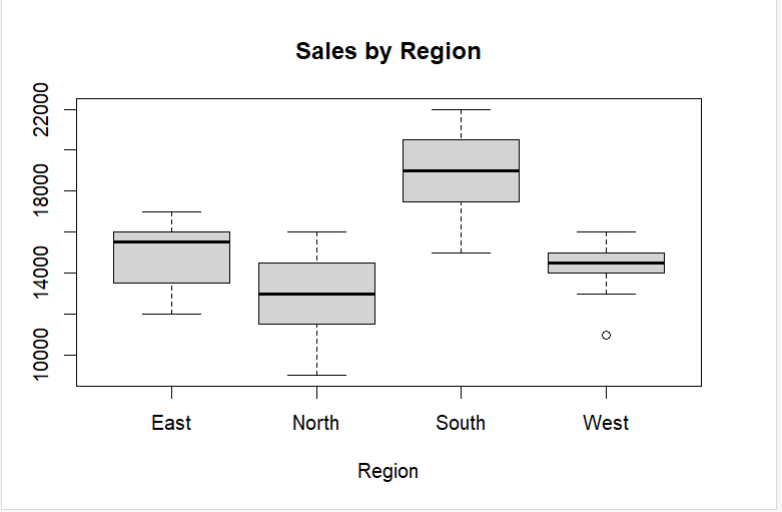 Sales by Region
22000
18000
14000
10000
East North South West
Region